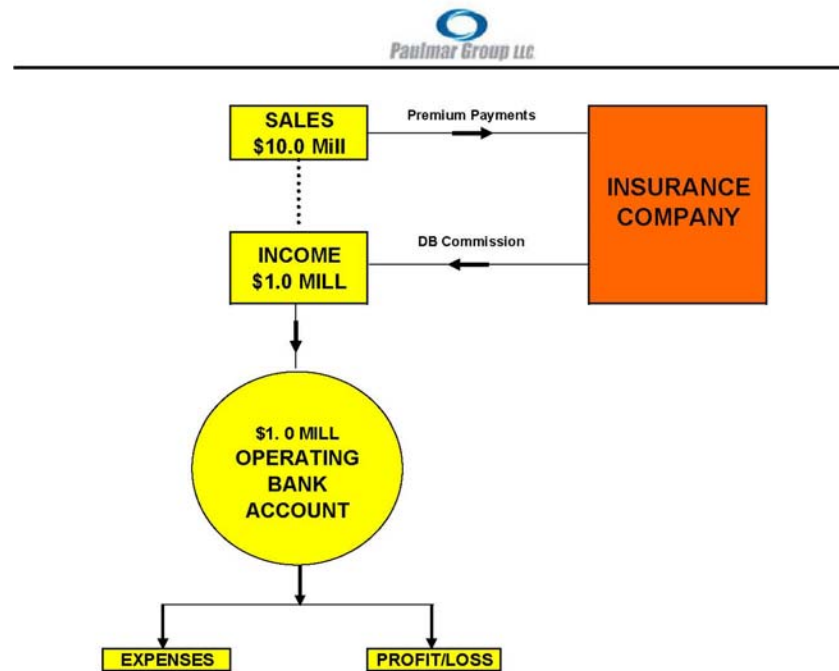 Paulmar Group LLC
SALES
$10.0 Mill
Premium Payments
INSURANCE
COMPANY
DB Commission
INCOME
$1.0 MILL
$1. 0 MILL
OPERATING
BANK
ACCOUNT
EXPENSES
PROFIT/LOSS